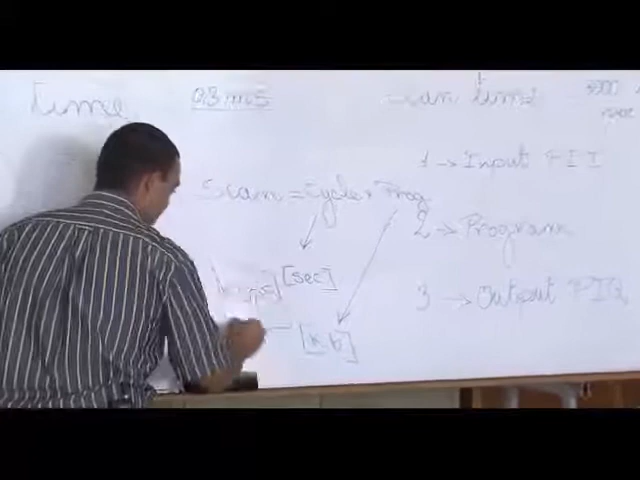 time 0.3 ms
Scan time
Scan = Cycle * Prog
[sec]
[kb]
1 → Input PII
2 → Program
3 → Output PIQ